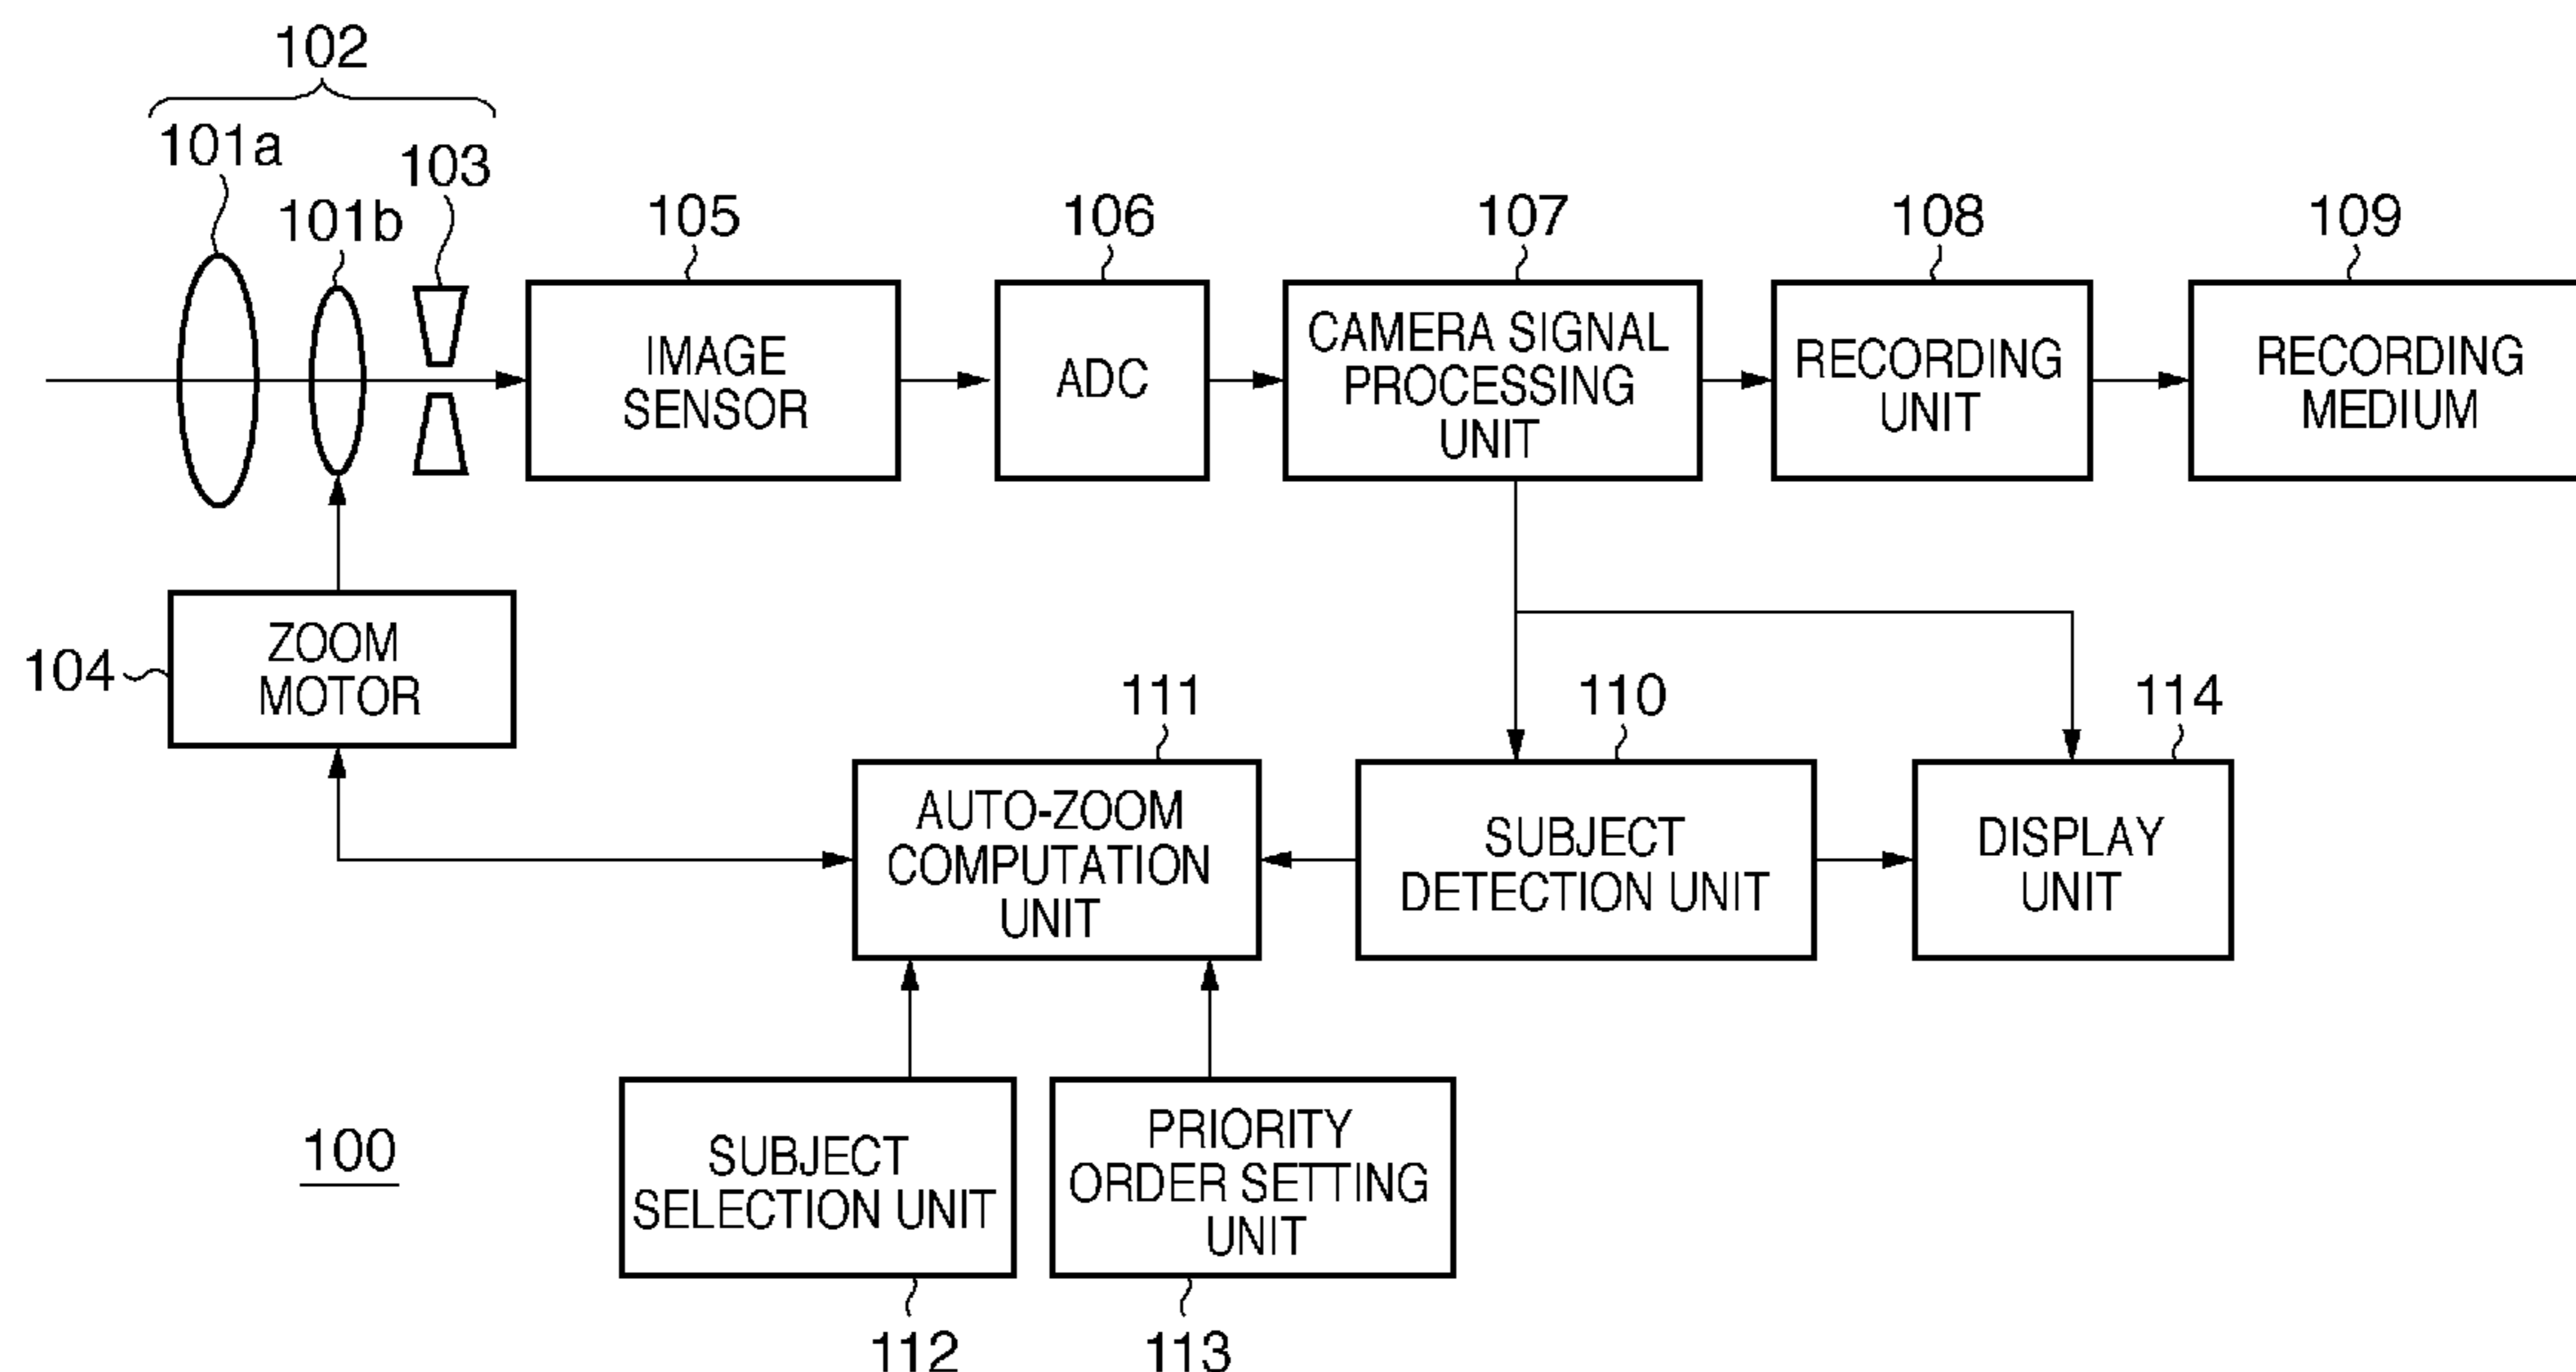 102
101a
101b
103
105
106
107
108
109
IMAGE
SENSOR
ADC
CAMERA SIGNAL
PROCESSING
UNIT
RECORDING
UNIT
RECORDING
MEDIUM
104
ZOOM
MOTOR
111
110
114
AUTO-ZOOM
COMPUTATION
UNIT
SUBJECT
DETECTION UNIT
DISPLAY
UNIT
100
SUBJECT
SELECTION UNIT
PRIORITY
ORDER SETTING
UNIT
112
113